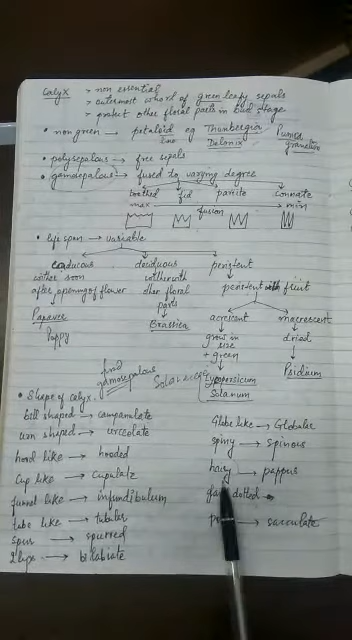 Calyx > non essential
> outermost whorl of green leafy sepals
> protect other floral parts in bud stage
• non green → petaloid eg Thunbergia Punica
Delonix granatum
• polysepalous → free sepals
• gamosepalous → fused to varying degree
toothed fid partite connate
max fusion min
• life span → variable
caducous deciduous persistent
wither soon wither with persistent with fruit
after opening of flower other floral
parts
Papaver accrescent marcescent
Poppy Brassica grow in dried
size
+ green
find gamosepalous Solanaceae Lycopersicum Psidium
Solanum
• Shape of calyx.
bell shaped → campanulate Globe like → Globular
urn shaped → urceolate spiny → spinous
hood like → hooded hairy → pappus
Cup like → Cupulate
funnel like → infundibulum dotted
tube like → tubular → sacculate
spur → spurred
2 lips → bilabiate